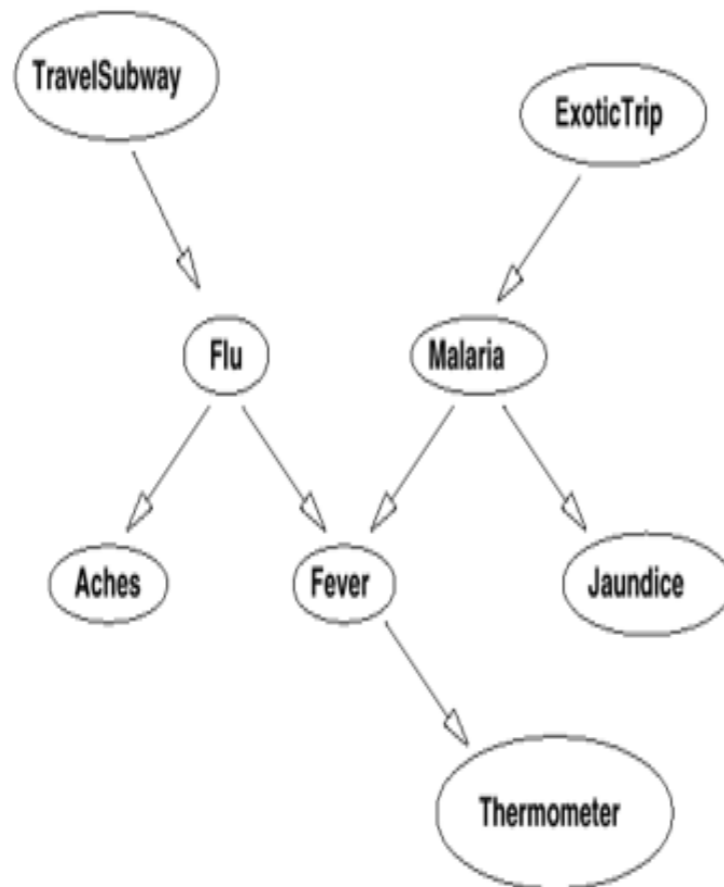 TravelSubway
ExoticTrip
Flu
Malaria
Aches
Fever
Jaundice
Thermometer